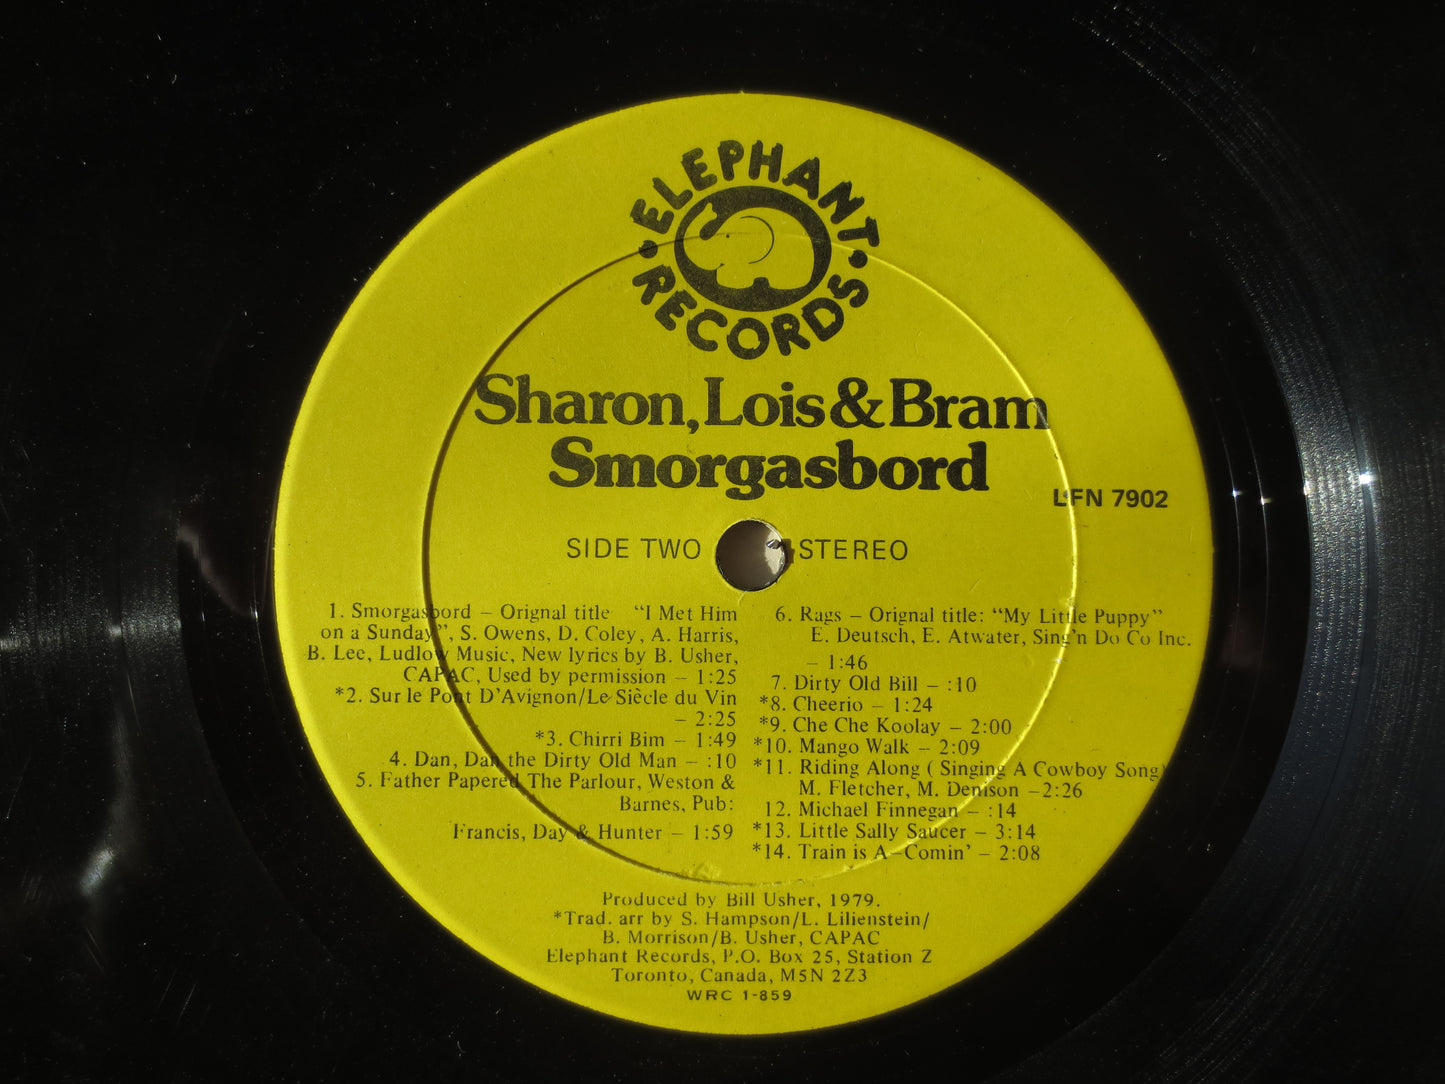 ELEPHANT
RECORDS
Sharon, Lois & Bram
Smorgasbord
LFN 7902
SIDE TWO
STEREO
1. Smorgasbord – Orignal title "I Met Him
on a Sunday", S. Owens, D. Coley, A. Harris,
B. Lee, Ludlow Music, New lyrics by B. Usher,
CAPAC, Used by permission – 1:25
*2. Sur le Pont D'Avignon/Le Siècle du Vin
– 2:25
*3. Chirri Bim – 1:49
4. Dan, Dan the Dirty Old Man – :10
5. Father Papered The Parlour, Weston &
Barnes, Pub:
Francis, Day & Hunter – 1:59
6. Rags – Orignal title: "My Little Puppy"
E. Deutsch, E. Atwater, Sing'n Do Co Inc.
– 1:46
7. Dirty Old Bill – :10
*8. Cheerio – 1:24
*9. Che Che Koolay – 2:00
*10. Mango Walk – 2:09
*11. Riding Along ( Singing A Cowboy Song)
M. Fletcher, M. Denison –2:26
12. Michael Finnegan – :14
*13. Little Sally Saucer – 3:14
*14. Train is A–Comin' – 2:08
Produced by Bill Usher, 1979.
*Trad. arr by S. Hampson/L. Lilienstein/
B. Morrison/B. Usher, CAPAC
Elephant Records, P.O. Box 25, Station Z
Toronto, Canada, M5N 2Z3
WRC 1-859